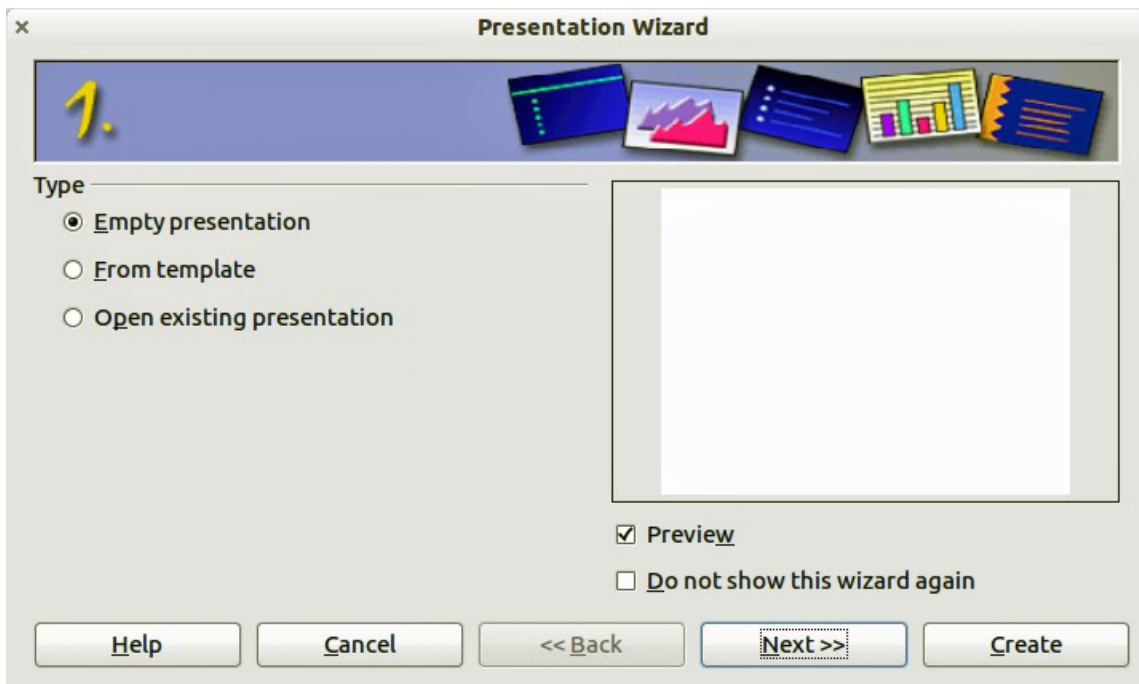 Presentation Wizard
1.
Type
Empty presentation
From template
Open existing presentation
Preview
Do not show this wizard again
Help
Cancel
<< Back
Next >>
Create